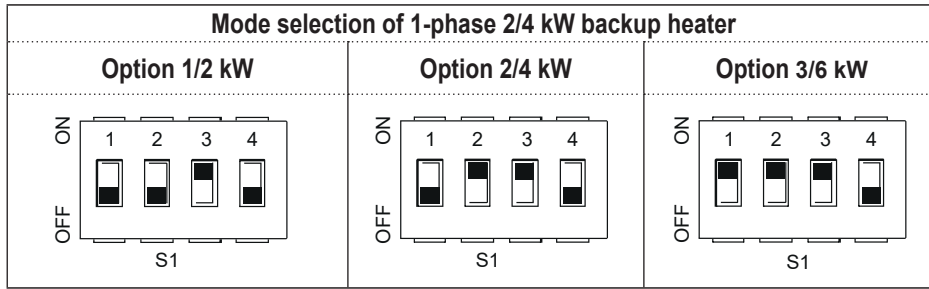 Mode selection of 1-phase 2/4 kW backup heater
Option 1/2 kW
Option 2/4 kW
Option 3/6 kW
ON
1 2 3 4
OFF
S1
ON
1 2 3 4
OFF
S1
ON
1 2 3 4
OFF
S1